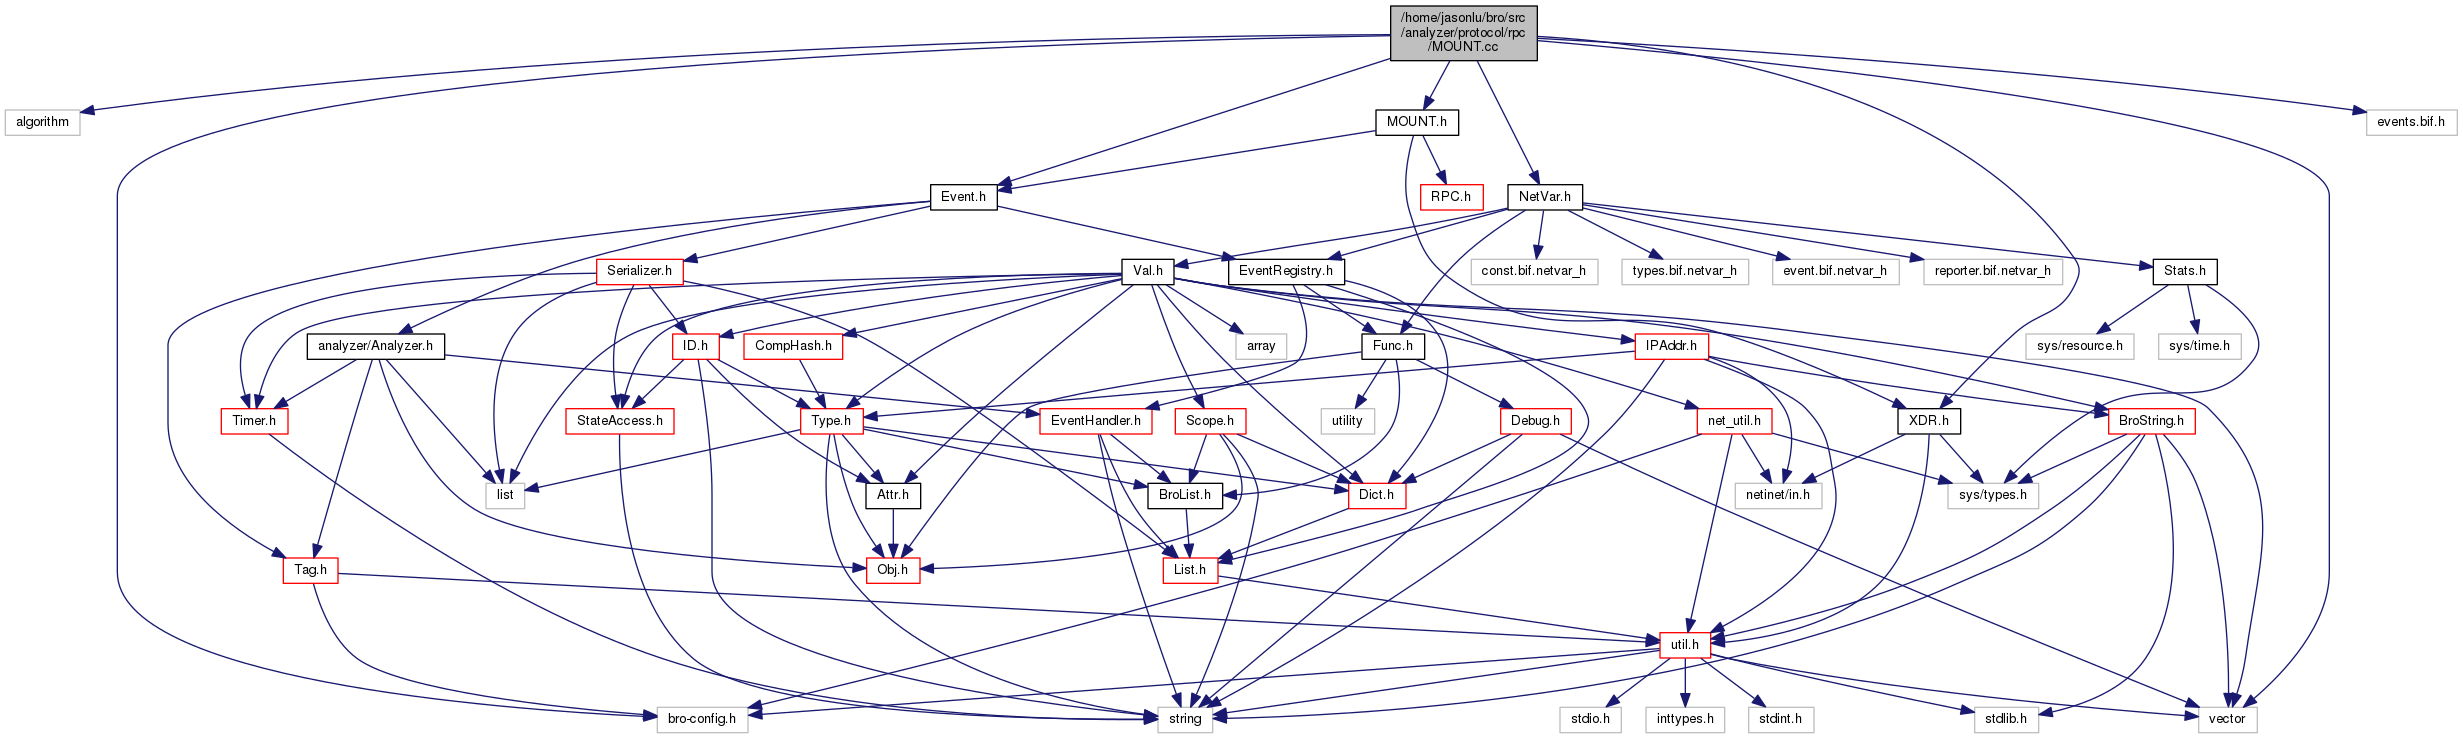 /home/jasonlu/bro/src
/analyzer/protocol/rpc
/MOUNT.cc
algorithm
MOUNT.h
events.bif.h
Event.h
RPC.h
NetVar.h
Serializer.h
Val.h
EventRegistry.h
const.bif.netvar_h
types.bif.netvar_h
event.bif.netvar_h
reporter.bif.netvar_h
Stats.h
analyzer/Analyzer.h
ID.h
CompHash.h
array
Func.h
IPAddr.h
sys/resource.h
sys/time.h
Timer.h
StateAccess.h
Type.h
EventHandler.h
Scope.h
utility
Debug.h
net_util.h
XDR.h
BroString.h
list
Attr.h
BroList.h
Dict.h
netinet/in.h
sys/types.h
Tag.h
Obj.h
List.h
util.h
bro-config.h
string
stdio.h
inttypes.h
stdint.h
stdlib.h
vector